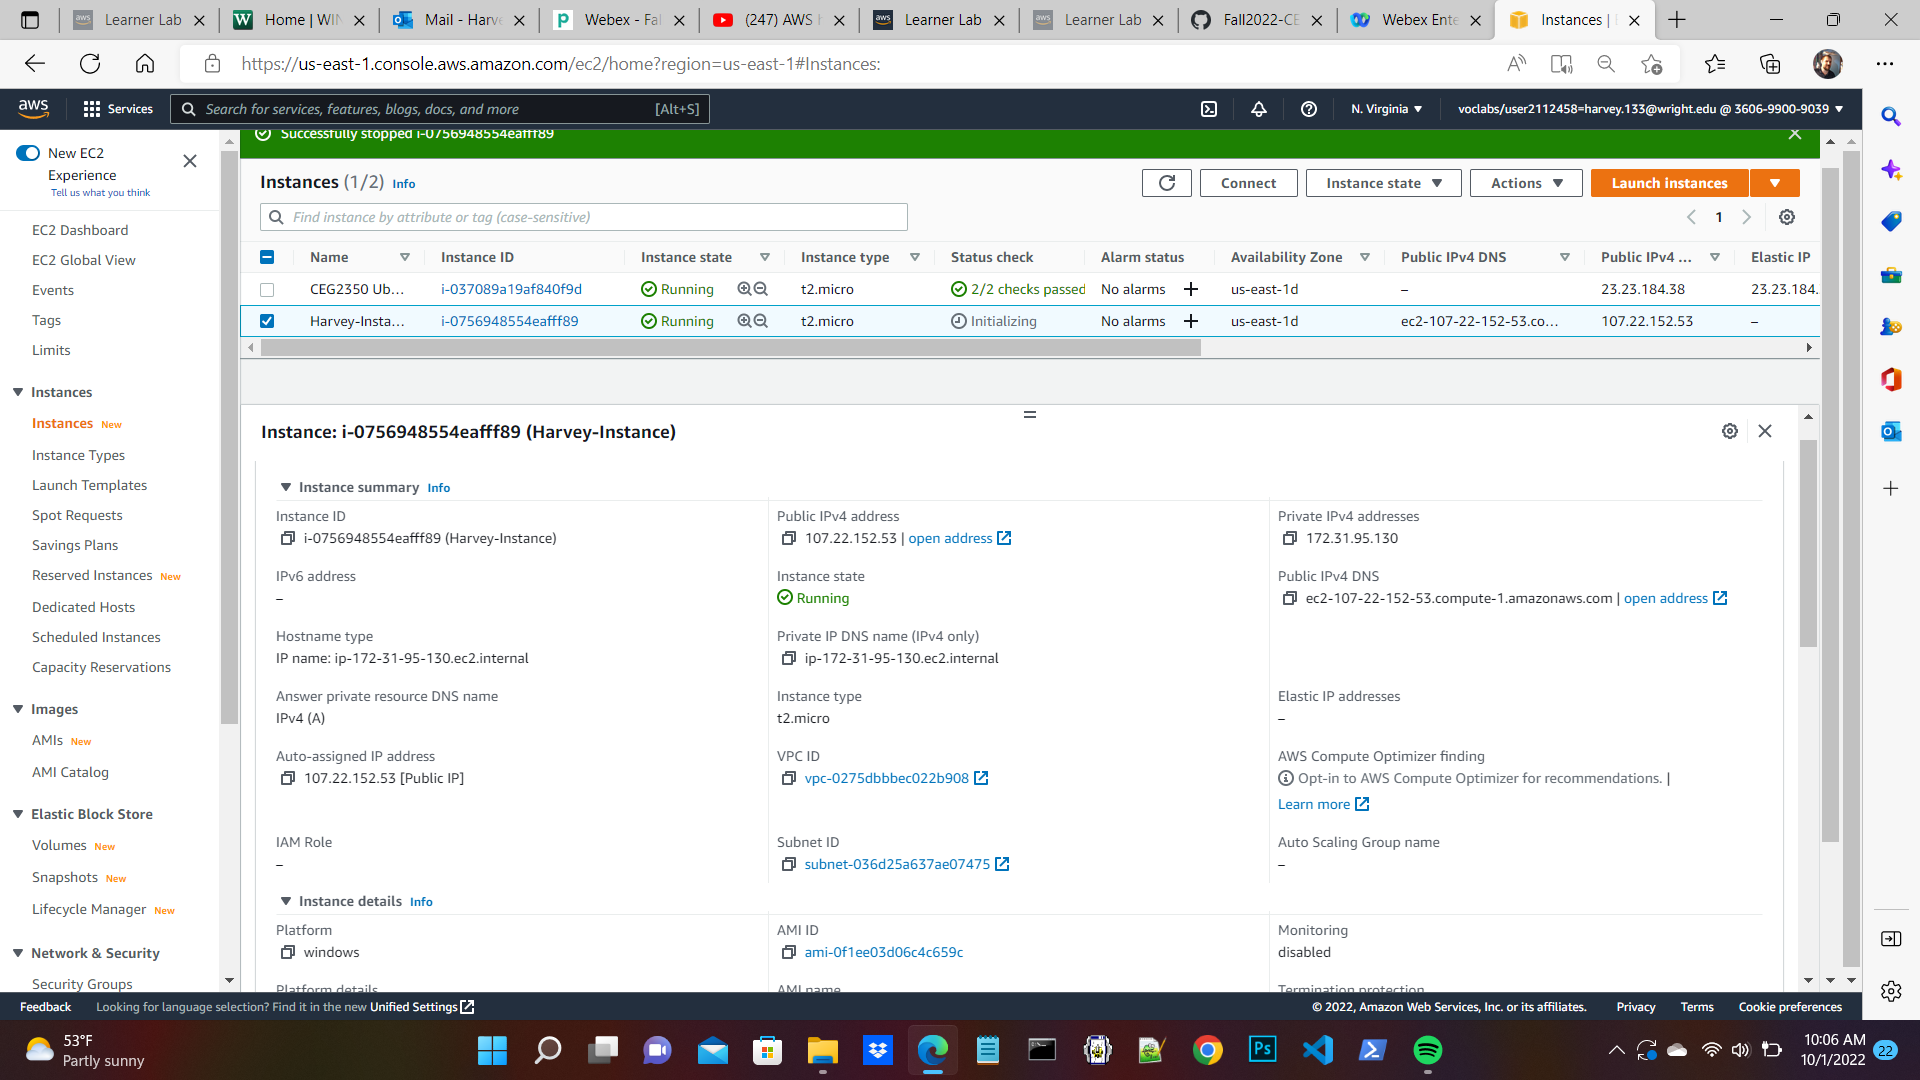 Learner Lab
Home | WIN
Mail - Harve
Webex - Fal
(247) AWS
Learner Lab
Learner Lab
Fall2022-CE
Webex Ente
Instances |
https://us-east-1.console.aws.amazon.com/ec2/home?region=us-east-1#Instances:
aws
Services
Search for services, features, blogs, docs, and more
[Alt+S]
N. Virginia
voclabs/user2112458=harvey.133@wright.edu @ 3606-9900-9039
New EC2
Experience
Tell us what you think
EC2 Dashboard
EC2 Global View
Events
Tags
Limits
Instances
Instances New
Instance Types
Launch Templates
Spot Requests
Savings Plans
Reserved Instances New
Dedicated Hosts
Scheduled Instances
Capacity Reservations
Images
AMIs New
AMI Catalog
Elastic Block Store
Volumes New
Snapshots New
Lifecycle Manager New
Network & Security
Security Groups
Successfully stopped i-0756948554eafff89
Instances (1/2) Info
Connect
Instance state
Actions
Launch instances
Find instance by attribute or tag (case-sensitive)
1
Name Instance ID Instance state Instance type Status check Alarm status Availability Zone Public IPv4 DNS Public IPv4 ... Elastic IP
CEG2350 Ub... i-037089a19af840f9d Running t2.micro 2/2 checks passed No alarms + us-east-1d – 23.23.184.38 23.23.184.
Harvey-Insta... i-0756948554eafff89 Running t2.micro Initializing No alarms + us-east-1d ec2-107-22-152-53.co... 107.22.152.53 –
Instance: i-0756948554eafff89 (Harvey-Instance)
Instance summary Info
Instance ID
i-0756948554eafff89 (Harvey-Instance)
Public IPv4 address
107.22.152.53 | open address
Private IPv4 addresses
172.31.95.130
IPv6 address
–
Instance state
Running
Public IPv4 DNS
ec2-107-22-152-53.compute-1.amazonaws.com | open address
Hostname type
IP name: ip-172-31-95-130.ec2.internal
Private IP DNS name (IPv4 only)
ip-172-31-95-130.ec2.internal
Answer private resource DNS name
IPv4 (A)
Instance type
t2.micro
Elastic IP addresses
–
Auto-assigned IP address
107.22.152.53 [Public IP]
VPC ID
vpc-0275dbbbec022b908
AWS Compute Optimizer finding
Opt-in to AWS Compute Optimizer for recommendations. |
Learn more
IAM Role
–
Subnet ID
subnet-036d25a637ae07475
Auto Scaling Group name
–
Instance details Info
Platform
windows
AMI ID
ami-0f1ee03d06c4c659c
Monitoring
disabled
Platform details
AMI name
Termination protection
Feedback
Looking for language selection? Find it in the new Unified Settings
© 2022, Amazon Web Services, Inc. or its affiliates.
Privacy
Terms
Cookie preferences
53°F
Partly sunny
10:06 AM
10/1/2022
22